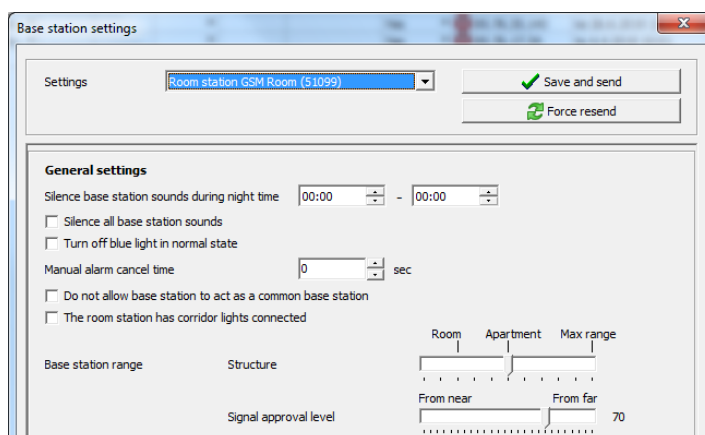 Base station settings
Settings
Room station GSM Room (51099)
Save and send
Force resend
General settings
Silence base station sounds during night time 00:00 - 00:00
Silence all base station sounds
Turn off blue light in normal state
Manual alarm cancel time 0 sec
Do not allow base station to act as a common base station
The room station has corridor lights connected
Room Apartment Max range
Base station range Structure
From near From far
Signal approval level 70